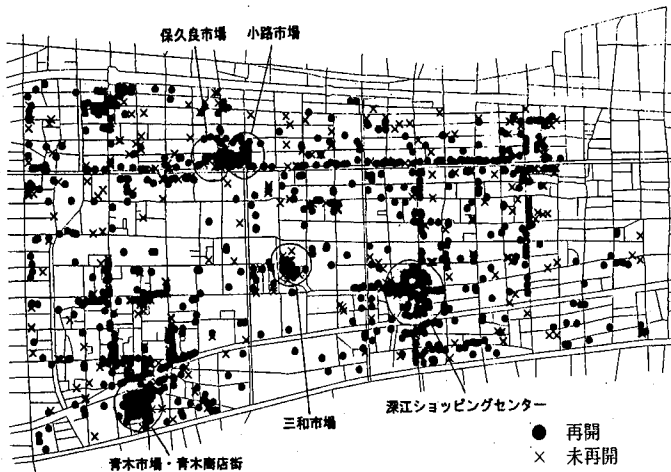 保久良市場 小路市場
三和市場
深江ショッピングセンター
青木市場・青木商店街
● 再開
× 未再開